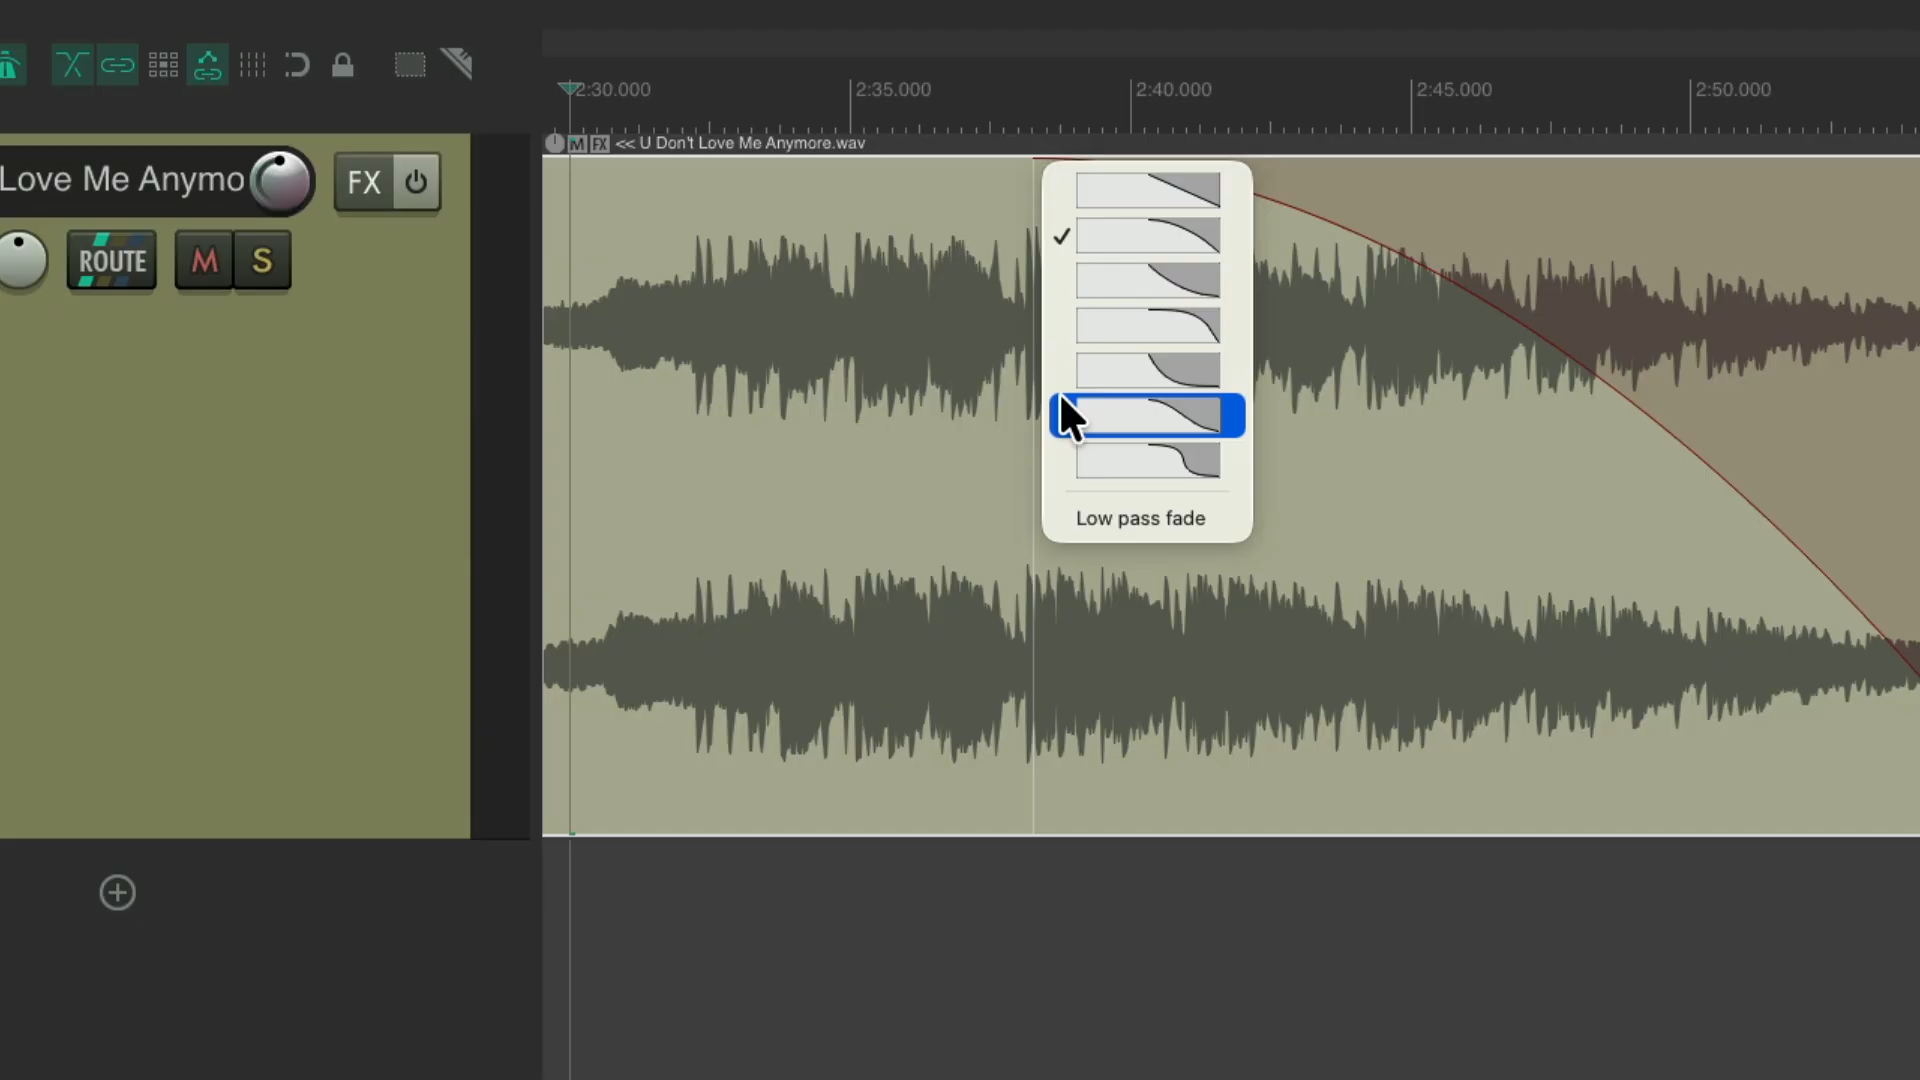 2:30.000 2:35.000 2:40.000 2:45.000 2:50.000
M FX << U Don't Love Me Anymore.wav
Love Me Anymo FX
ROUTE M S
Low pass fade